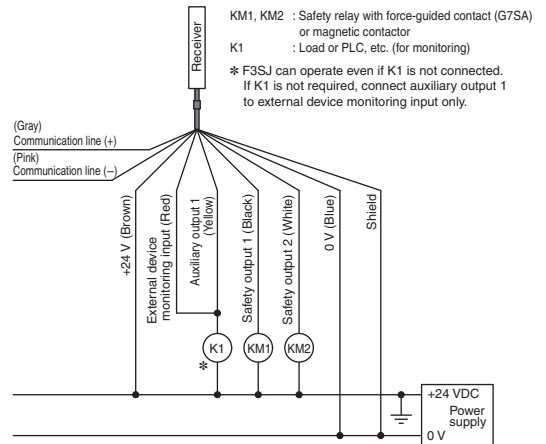 Receiver
KM1, KM2 : Safety relay with force-guided contact (G7SA)
or magnetic contactor
K1 : Load or PLC, etc. (for monitoring)
* F3SJ can operate even if K1 is not connected.
If K1 is not required, connect auxiliary output 1
to external device monitoring input only.
(Gray)
Communication line (+)
(Pink)
Communication line (−)
+24 V (Brown)
External device
monitoring input (Red)
Auxiliary output 1
(Yellow)
Safety output 1 (Black)
Safety output 2 (White)
0 V (Blue)
Shield
K1
KM1
KM2
*
+24 VDC
Power
supply
0 V